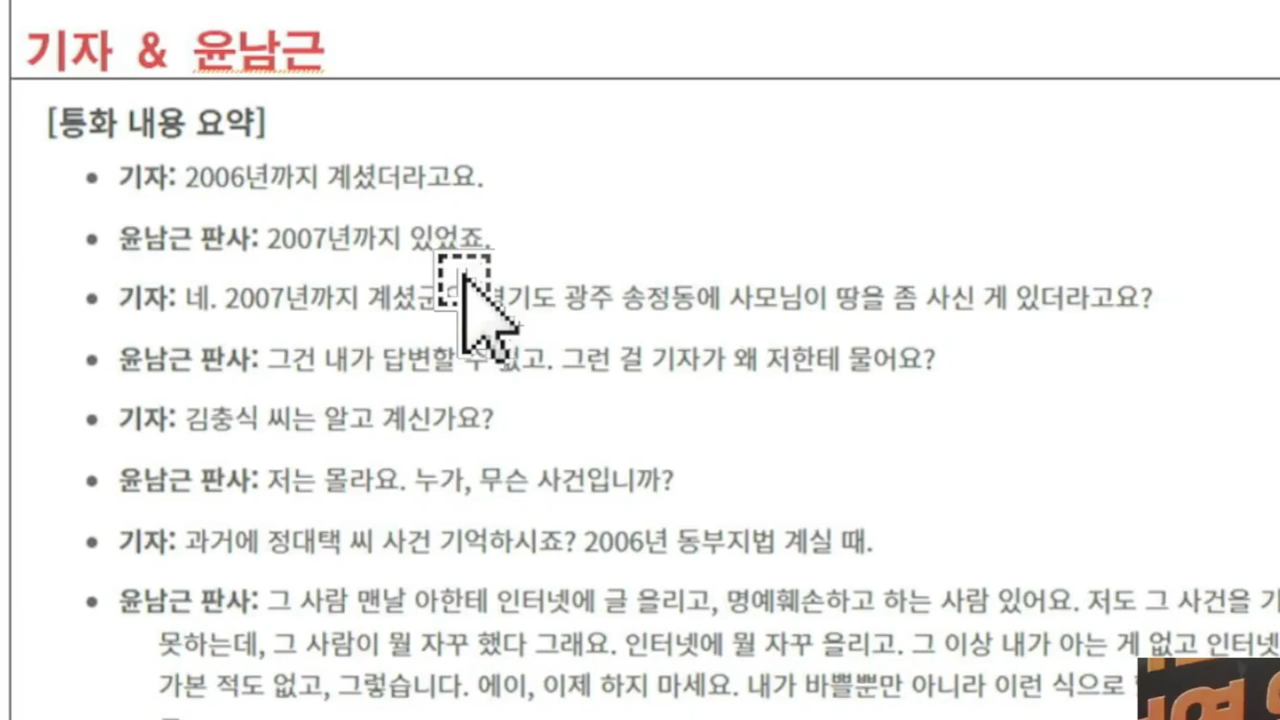 기자 & 윤남근
[통화 내용 요약]
• 기자: 2006년까지 계셨더라고요.
• 윤남근 판사: 2007년까지 있었죠.
• 기자: 네. 2007년까지 계셨 경기도 광주 송정동에 사모님이 땅을 좀 사신 게 있더라고요?
• 윤남근 판사: 그건 내가 답변할 수 없고. 그런 걸 기자가 왜 저한테 물어요?
• 기자: 김충식 씨는 알고 계신가요?
• 윤남근 판사: 저는 몰라요. 누가, 무슨 사건입니까?
• 기자: 과거에 정대택 씨 사건 기억하시죠? 2006년 동부지법 계실 때.
• 윤남근 판사: 그 사람 맨날 아한테 인터넷에 글 올리고, 명예훼손하고 하는 사람 있어요. 저도 그 사건을
못하는데, 그 사람이 뭘 자꾸 했다 그래요. 인터넷에 뭘 자꾸 올리고. 그 이상 내가 아는 게 없고 인터넷
가본 적도 없고, 그렇습니다. 에이, 이제 하지 마세요. 내가 바쁠뿐만 아니라 이런 식으로